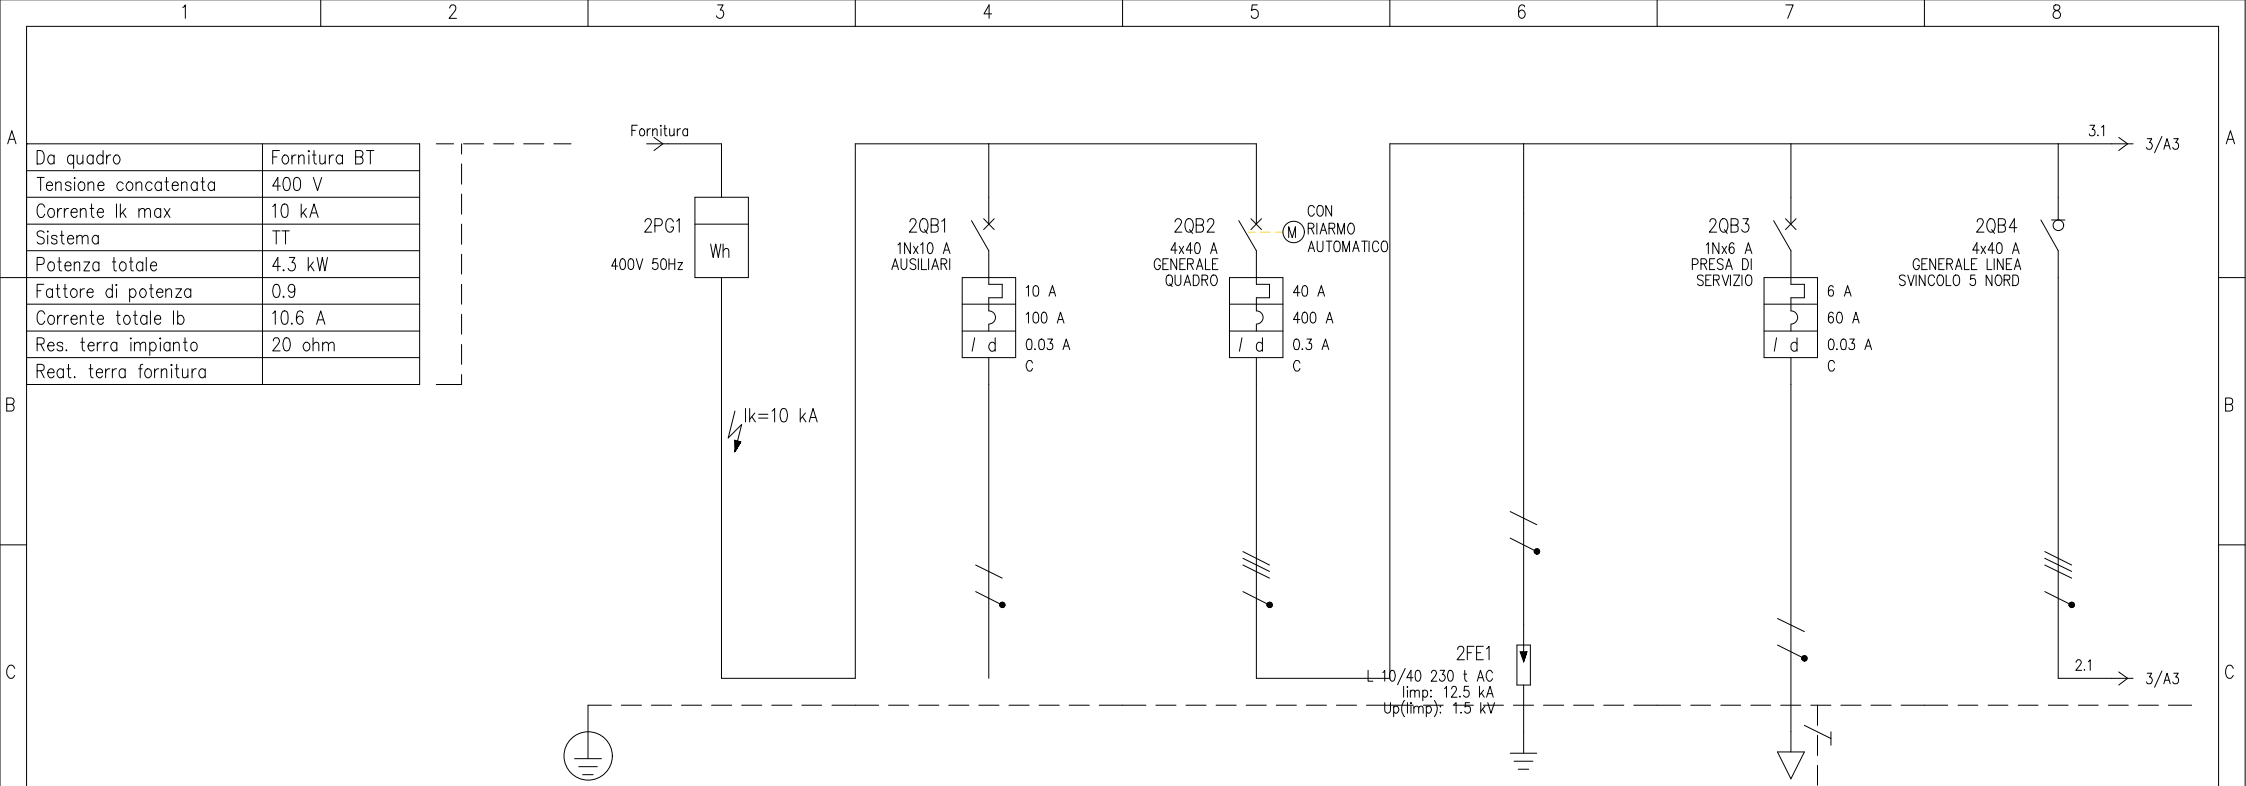 1 2 3 4 5 6 7 8
A
A
B
B
C
C
Da quadro Fornitura BT
Tensione concatenata 400 V
Corrente Ik max 10 kA
Sistema TT
Potenza totale 4.3 kW
Fattore di potenza 0.9
Corrente totale Ib 10.6 A
Res. terra impianto 20 ohm
Reat. terra fornitura
Fornitura
2PG1
400V 50Hz
Wh
Ik=10 kA
2QB1
1Nx10 A
AUSILIARI
10 A
100 A
I d 0.03 A
C
2QB2
4x40 A
GENERALE
QUADRO
M
CON
RIARMO
AUTOMATICO
40 A
400 A
I d 0.3 A
C
2FE1
L 10/40 230 t AC
Iimp: 12.5 kA
Up(Iimp): 1.5 kV
2QB3
1Nx6 A
PRESA DI
SERVIZIO
6 A
60 A
I d 0.03 A
C
2QB4
4x40 A
GENERALE LINEA
SVINCOLO 5 NORD
3.1
3/A3
2.1
3/A3